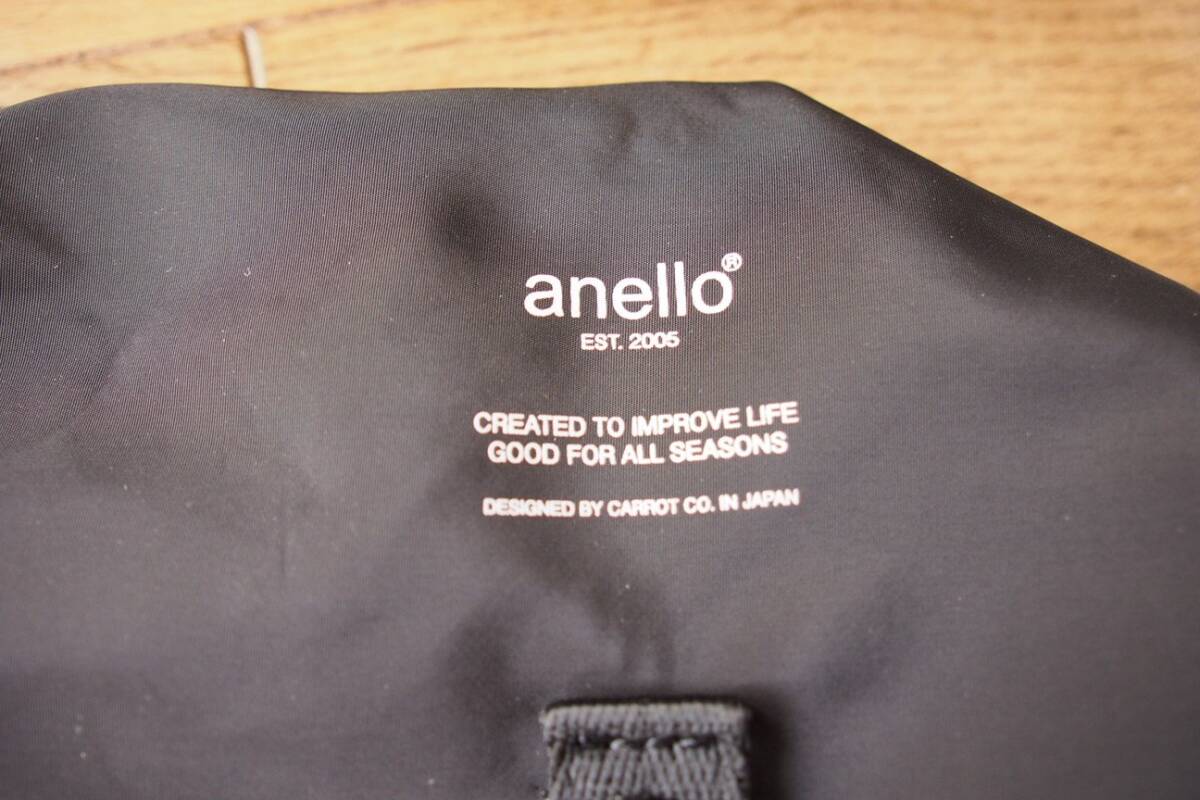 anello®
EST. 2005
CREATED TO IMPROVE LIFE
GOOD FOR ALL SEASONS
DESIGNED BY CARROT CO. IN JAPAN